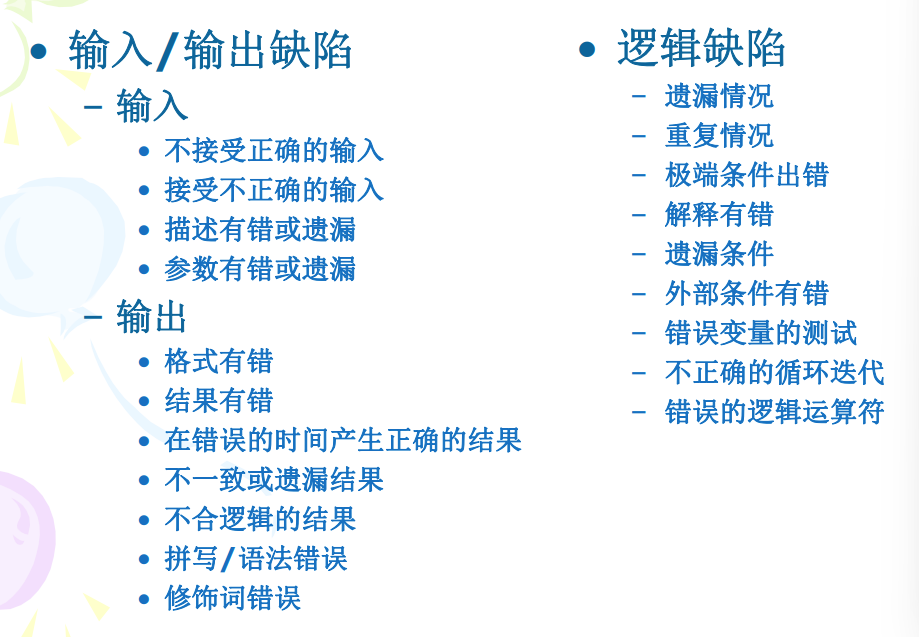 • 输入/输出缺陷
– 输入
• 不接受正确的输入
• 接受不正确的输入
• 描述有错或遗漏
• 参数有错或遗漏
– 输出
• 格式有错
• 结果有错
• 在错误的时间产生正确的结果
• 不一致或遗漏结果
• 不合逻辑的结果
• 拼写/语法错误
• 修饰词错误
• 逻辑缺陷
– 遗漏情况
– 重复情况
– 极端条件出错
– 解释有错
– 遗漏条件
– 外部条件有错
– 错误变量的测试
– 不正确的循环迭代
– 错误的逻辑运算符